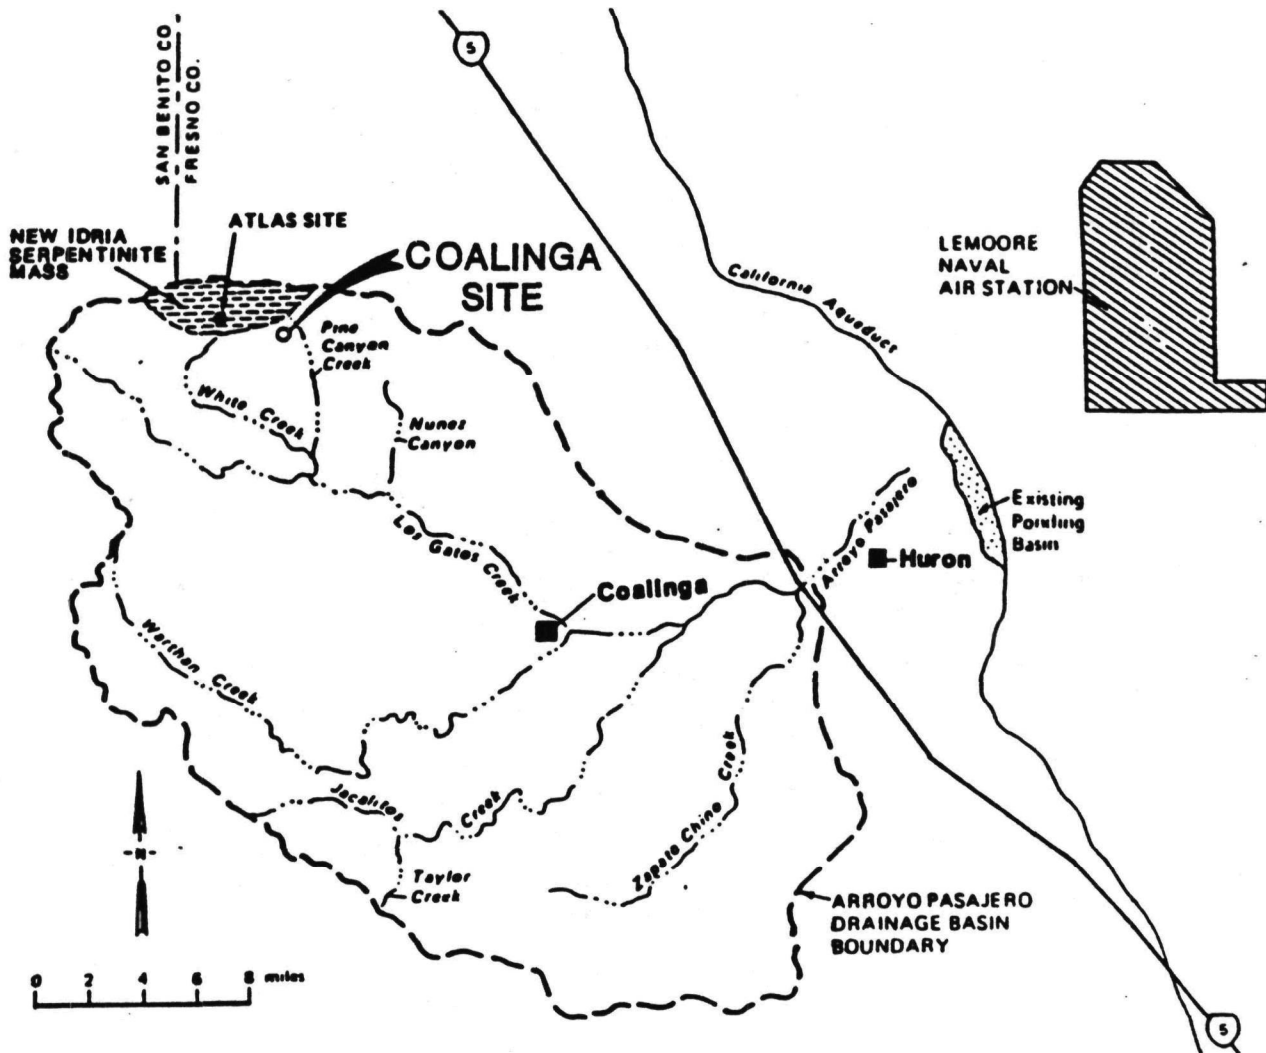 5
SAN BENITO CO
FRESNO CO.
NEW IDRIA
SERPENTINITE
MASS
ATLAS SITE
COALINGA
SITE
LEMOORE
NAVAL
AIR STATION
California Aqueduct
Pine
Canyon
Creek
White Creek
Nunez
Canyon
Los Gatos Creek
Arroyo Pasajero
Existing
Ponding
Basin
Huron
Coalinga
Warthan Creek
Jacalitos Creek
Zapato Chino Creek
Taylor
Creek
N
ARROYO PASAJERO
DRAINAGE BASIN
BOUNDARY
0 2 4 6 8 miles
5